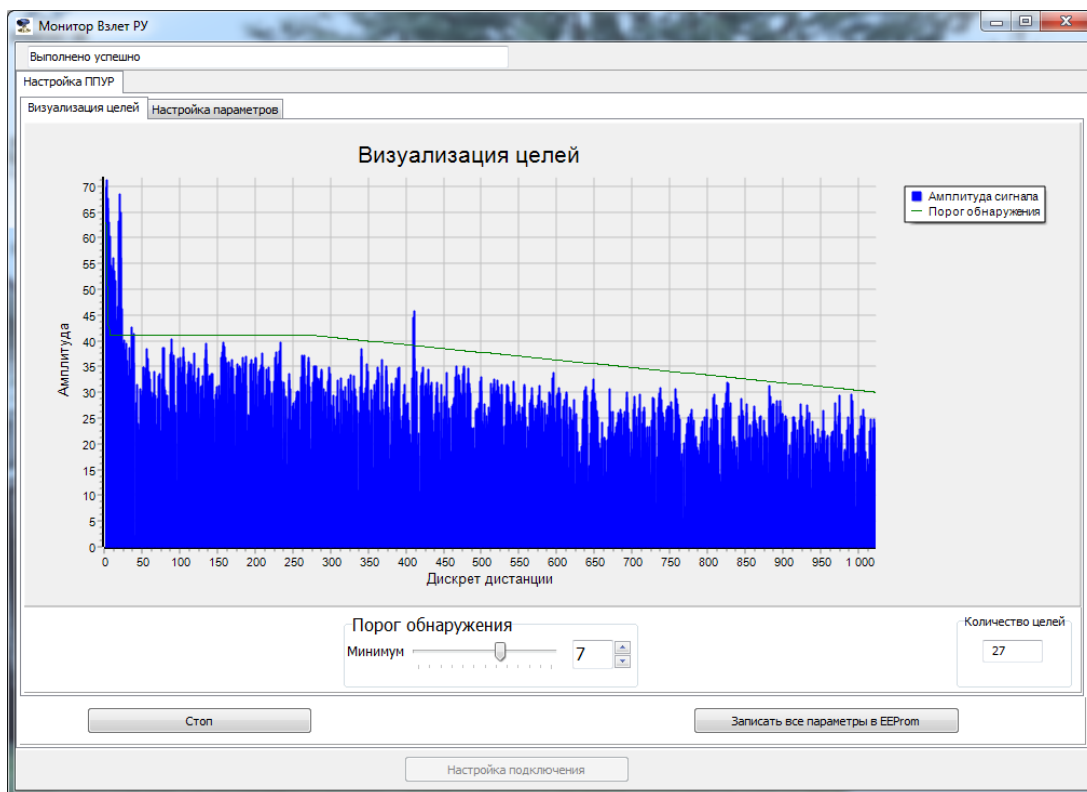 Монитор Взлет РУ
Выполнено успешно
Настройка ППУР
Визуализация целей Настройка параметров
Визуализация целей
Амплитуда сигнала
Порог обнаружения
Амплитуда
70
65
60
55
50
45
40
35
30
25
20
15
10
5
0
0 50 100 150 200 250 300 350 400 450 500 550 600 650 700 750 800 850 900 950 1 000
Дискрет дистанции
Порог обнаружения
Минимум 7
Количество целей
27
Стоп Записать все параметры в EEProm
Настройка подключения